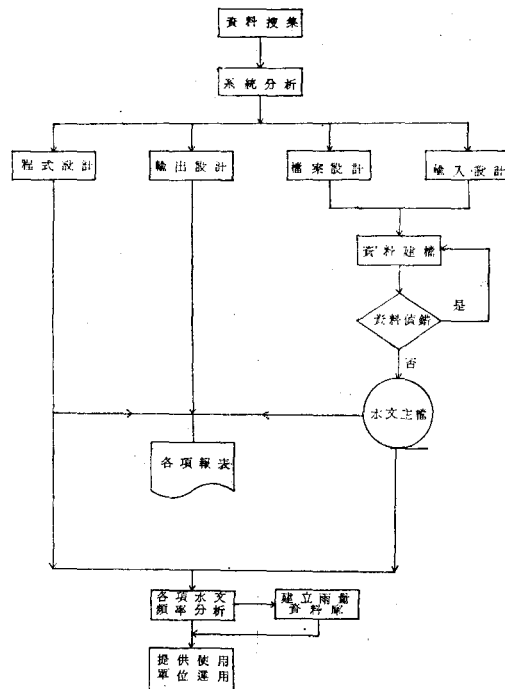 資料搜集
系統分析
程式設計
輸出設計
檔案設計
輸入設計
資料建檔
資料偵錯
是
否
水文主檔
各項報表
各項水文
頻率分析
建立雨量
資料庫
提供使用
單位運用